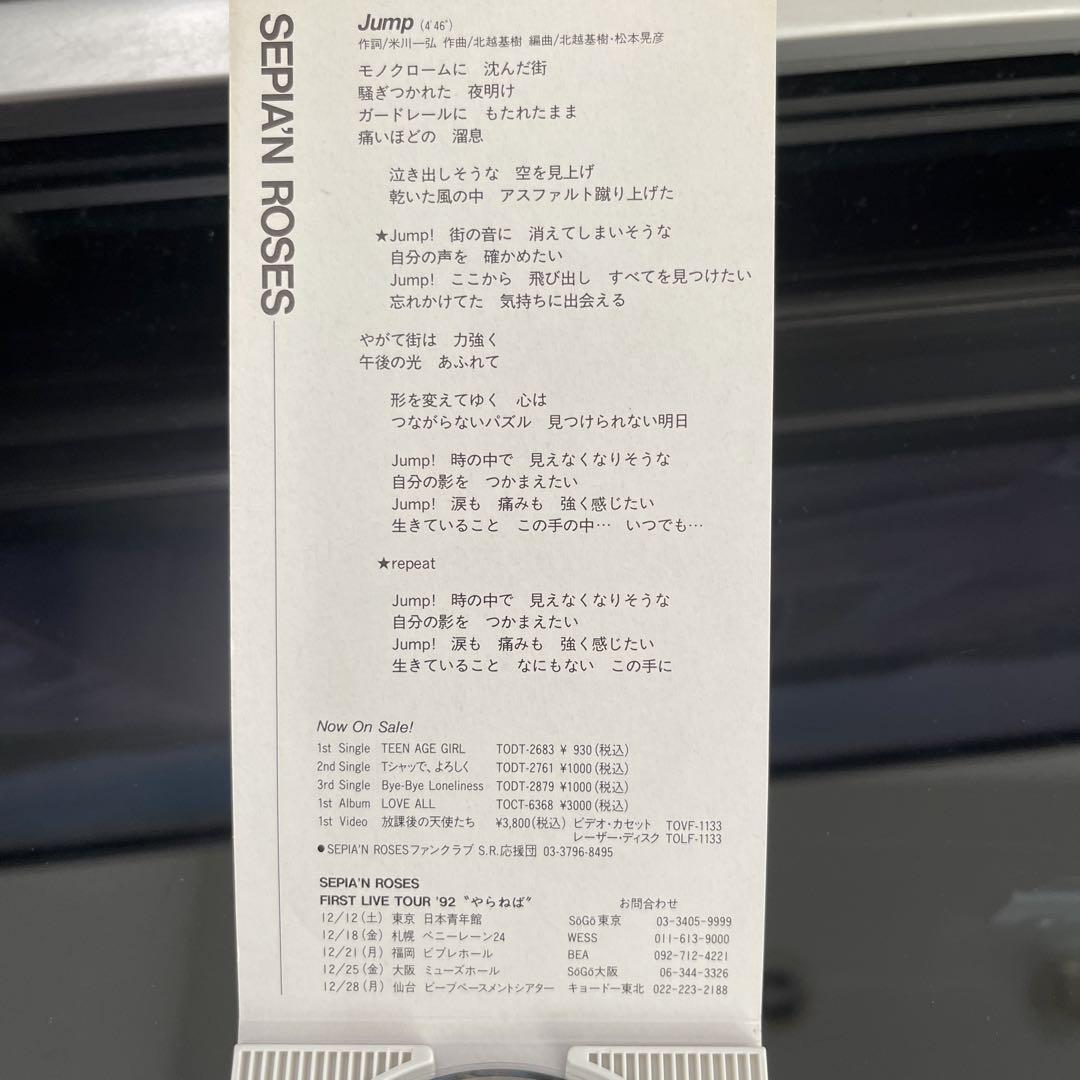 SEPIA'N ROSES
Jump (4'46")
作詞/米川一弘 作曲/北越基樹 編曲/北越基樹・松本晃彦
モノクロームに　沈んだ街
騒ぎつかれた　夜明け
ガードレールに　もたれたまま
痛いほどの　溜息
泣き出しそうな　空を見上げ
乾いた風の中　アスファルト蹴り上げた
★Jump!　街の音に　消えてしまいそうな
自分の声を　確かめたい
Jump!　ここから　飛び出し　すべてを見つけたい
忘れかけてた　気持ちに出会える
やがて街は　力強く
午後の光　あふれて
形を変えてゆく　心は
つながらないパズル　見つけられない明日
Jump!　時の中で　見えなくなりそうな
自分の影を　つかまえたい
Jump!　涙も　痛みも　強く感じたい
生きていること　この手の中…　いつでも…
★repeat
Jump!　時の中で　見えなくなりそうな
自分の影を　つかまえたい
Jump!　涙も　痛みも　強く感じたい
生きていること　なにもない　この手に
Now On Sale!
1st Single　TEEN AGE GIRL　TODT-2683 ¥ 930(税込)
2nd Single　Tシャツで、よろしく　TODT-2761 ¥1000(税込)
3rd Single　Bye-Bye Loneliness　TODT-2879 ¥1000(税込)
1st Album　LOVE ALL　TOCT-6368 ¥3000(税込)
1st Video　放課後の天使たち　¥3,800(税込) ビデオ・カセット　TOVF-1133
レーザー・ディスク TOLF-1133
●SEPIA'N ROSESファンクラブ S.R.応援団 03-3796-8495
SEPIA'N ROSES
FIRST LIVE TOUR '92 〝やらねば〞　お問合わせ
12/12(土) 東京 日本青年館　SōGō東京　03-3405-9999
12/18(金) 札幌 ペニーレーン24　WESS　011-613-9000
12/21(月) 福岡 ビブレホール　BEA　092-712-4221
12/25(金) 大阪 ミューズホール　SōGō大阪　06-344-3326
12/28(月) 仙台 ビーブベースメントシアター　キョードー東北　022-223-2188